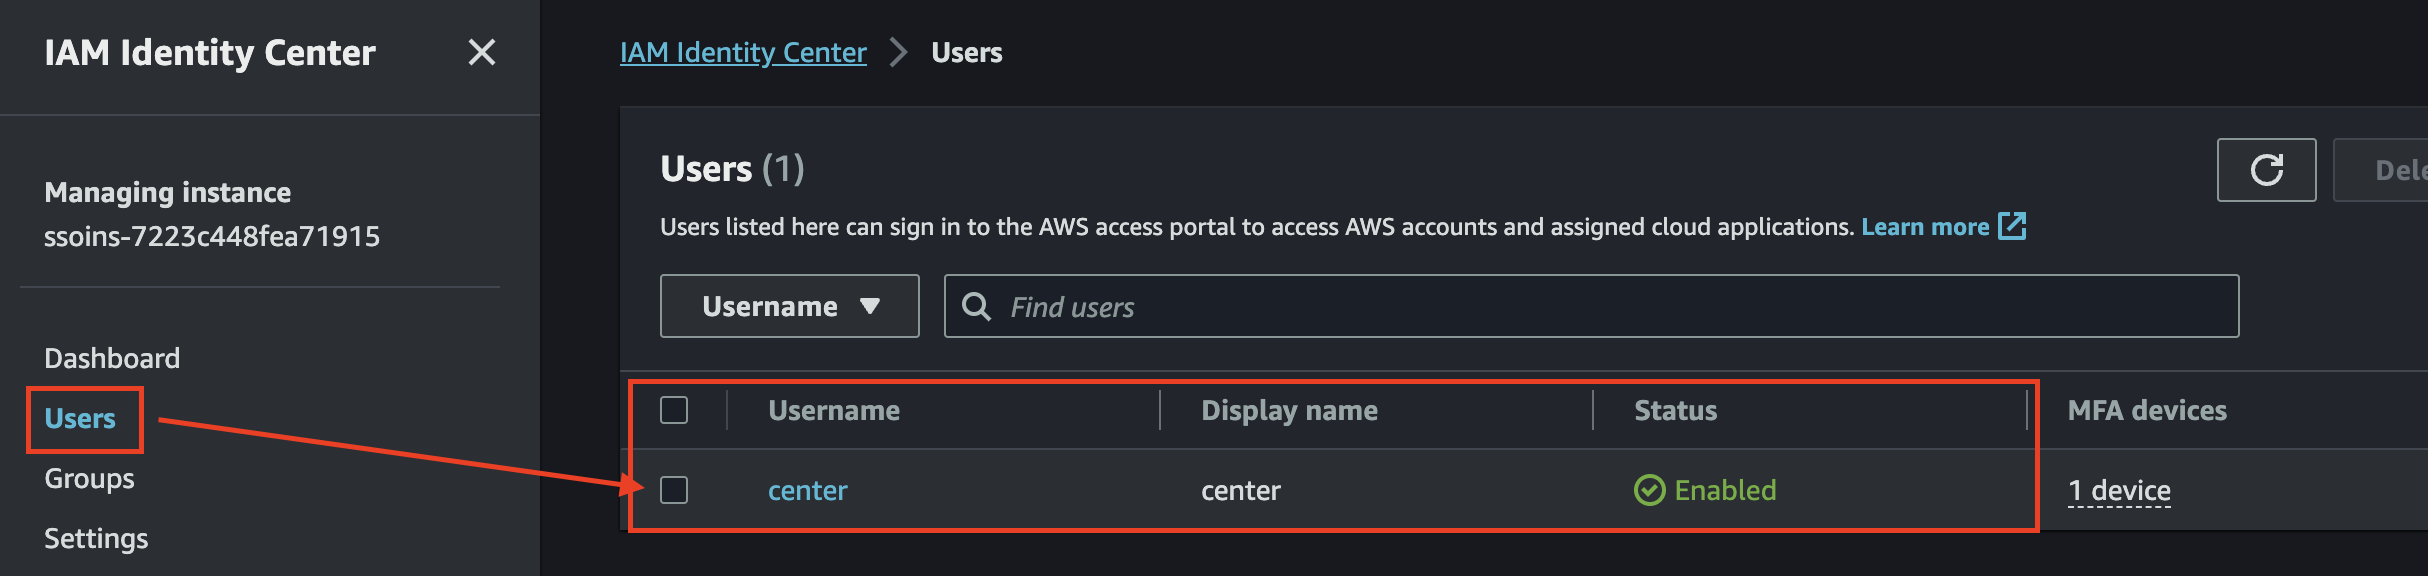 IAM Identity Center
Managing instance
ssoins-7223c448fea71915
Dashboard
Users
Groups
Settings
IAM Identity Center > Users
Users (1)
Users listed here can sign in to the AWS access portal to access AWS accounts and assigned cloud applications. Learn more
Username
Find users
Username Display name Status MFA devices
center center Enabled 1 device